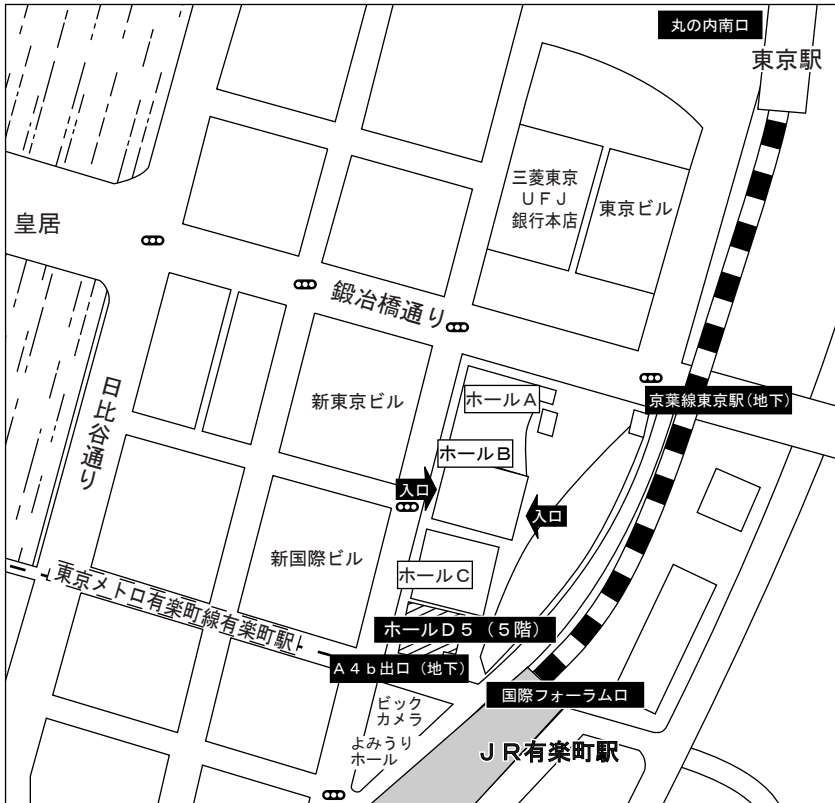 丸の内南口
東京駅
三菱東京
UFJ
銀行本店
東京ビル
皇居
鍛冶橋通り
日比谷通り
新東京ビル
ホールA
京葉線東京駅(地下)
ホールB
入口
入口
新国際ビル
ホールC
東京メトロ有楽町線有楽町駅
ホールD5(5階)
A4b出口(地下)
国際フォーラム口
ビック
カメラ
よみうり
ホール
JR有楽町駅